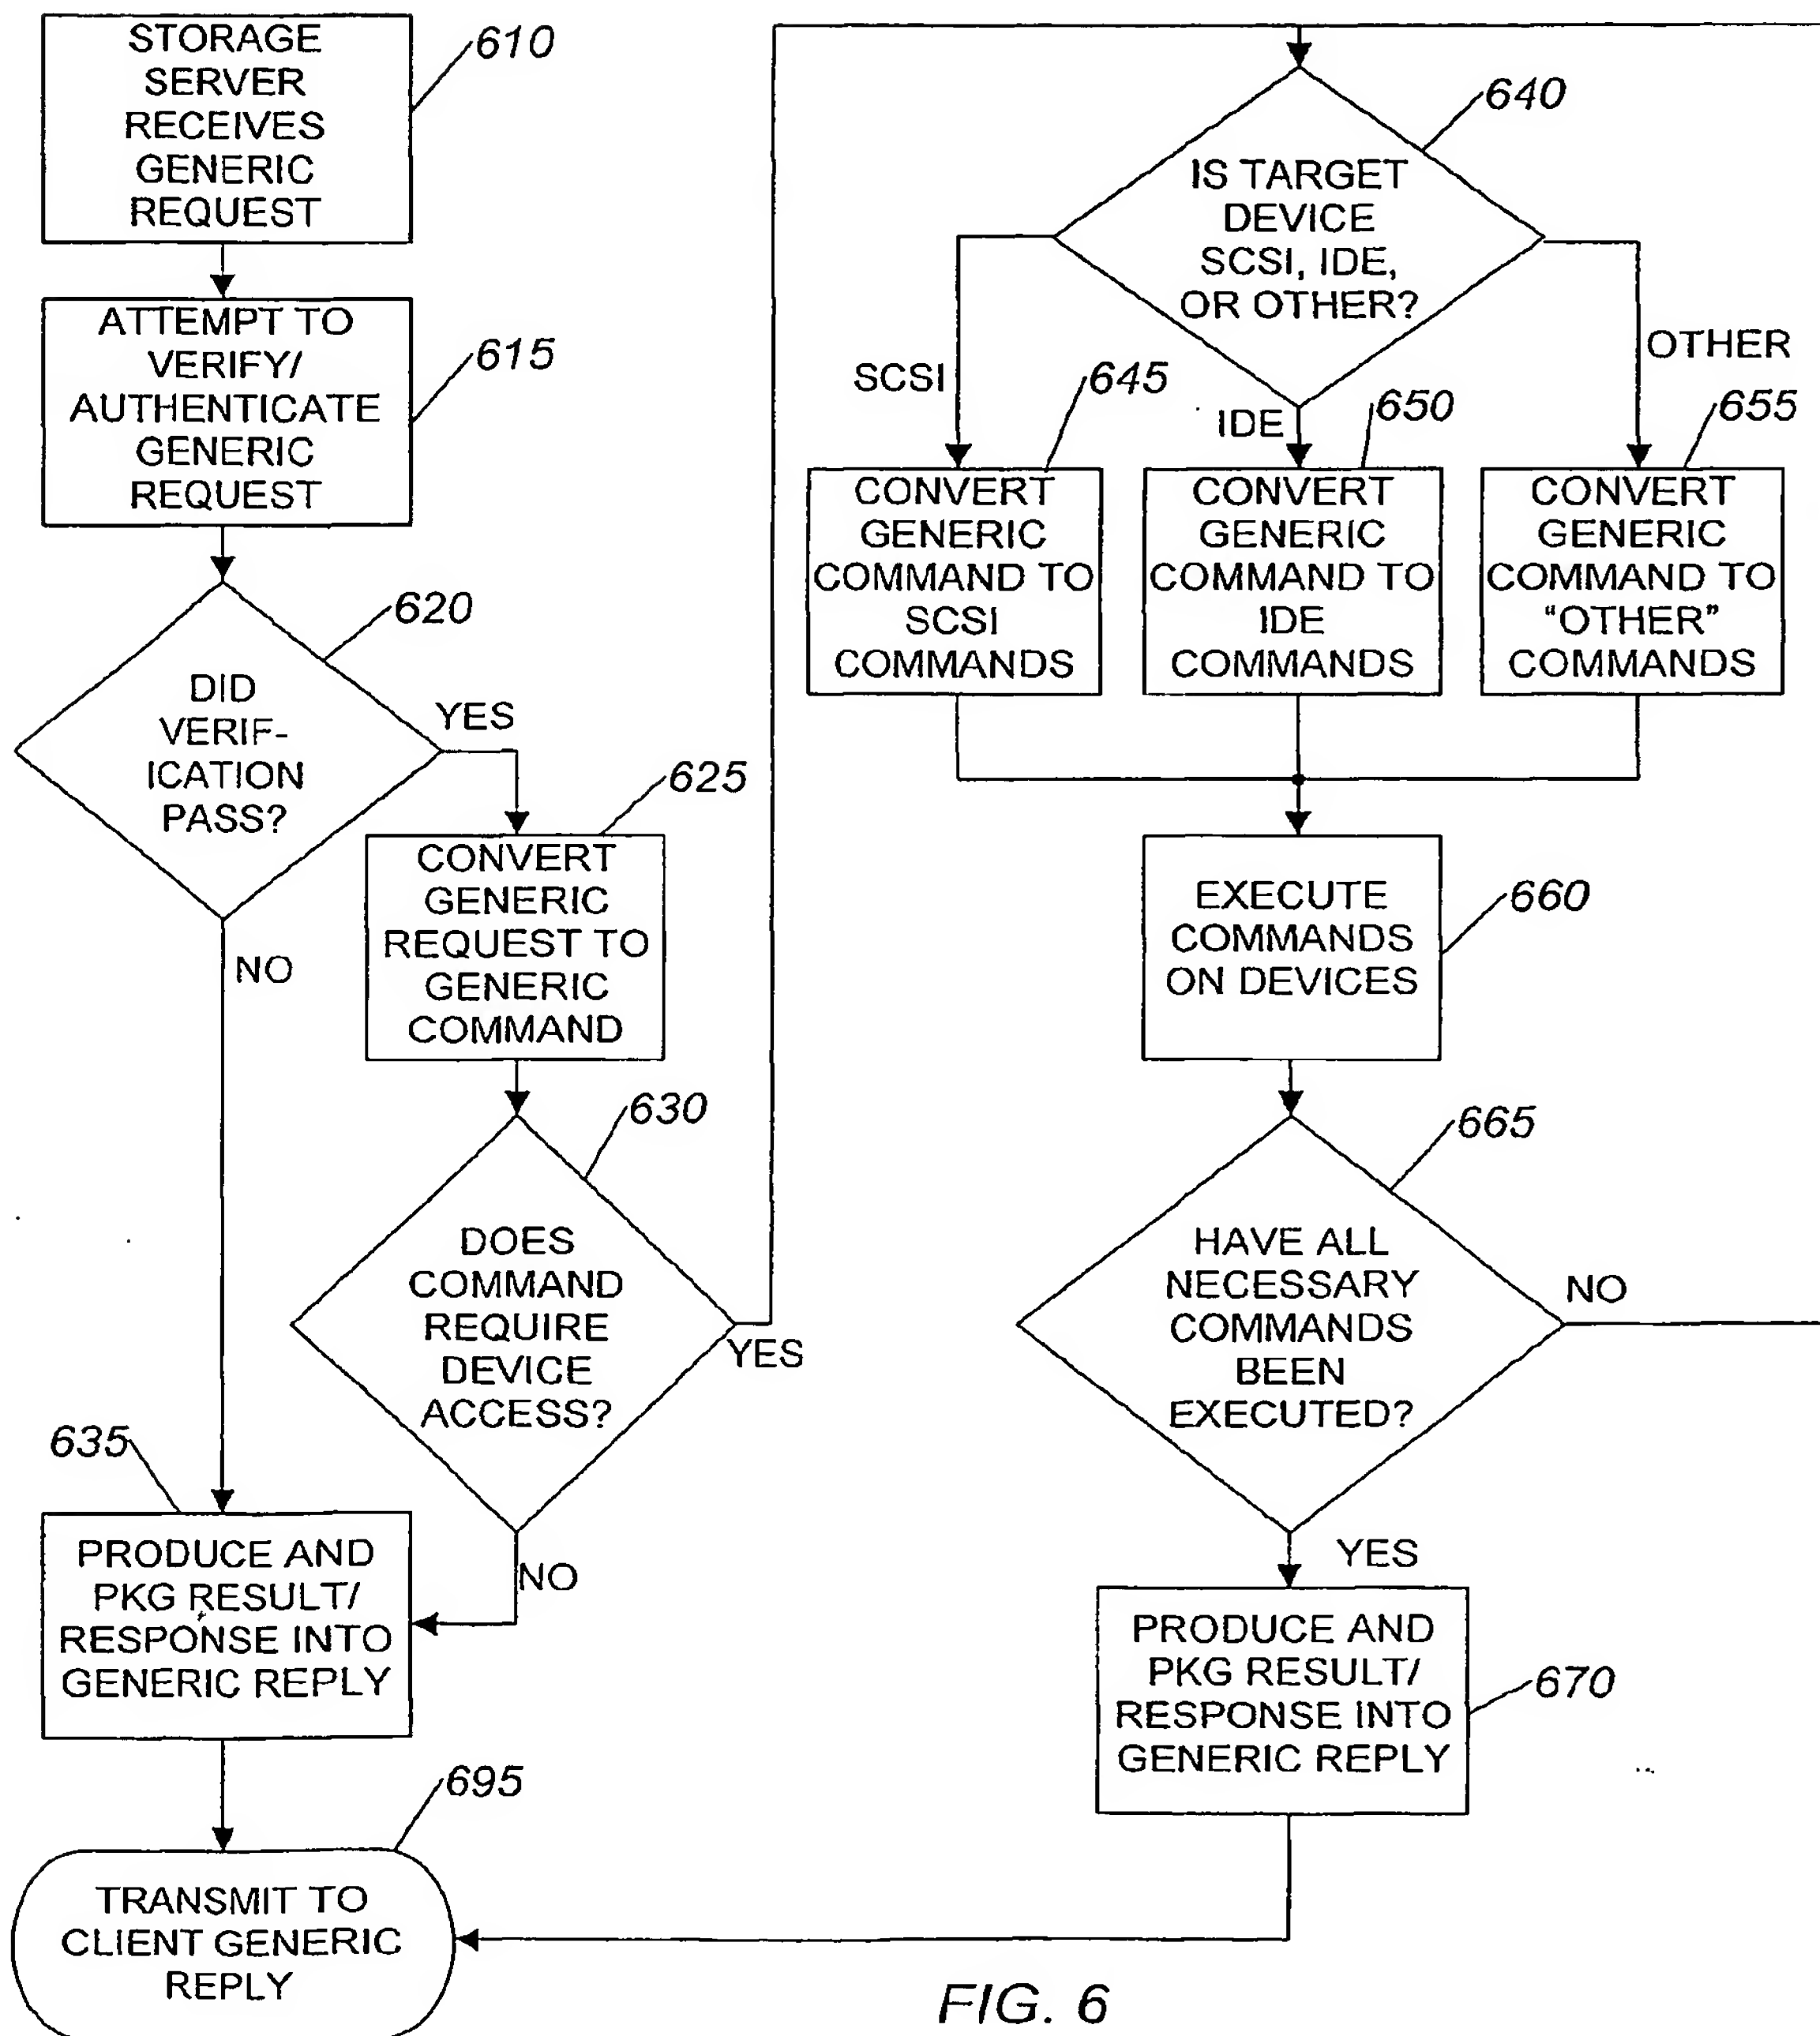 STORAGE
SERVER
RECEIVES
GENERIC
REQUEST
610
ATTEMPT TO
VERIFY/
AUTHENTICATE
GENERIC
REQUEST
615
DID
VERIF-
ICATION
PASS?
620
YES
NO
CONVERT
GENERIC
REQUEST TO
GENERIC
COMMAND
625
DOES
COMMAND
REQUIRE
DEVICE
ACCESS?
630
YES
NO
635
PRODUCE AND
PKG RESULT/
RESPONSE INTO
GENERIC REPLY
695
TRANSMIT TO
CLIENT GENERIC
REPLY
IS TARGET
DEVICE
SCSI, IDE,
OR OTHER?
640
SCSI
IDE
OTHER
645
CONVERT
GENERIC
COMMAND TO
SCSI
COMMANDS
650
CONVERT
GENERIC
COMMAND TO
IDE
COMMANDS
655
CONVERT
GENERIC
COMMAND TO
“OTHER”
COMMANDS
EXECUTE
COMMANDS
ON DEVICES
660
HAVE ALL
NECESSARY
COMMANDS
BEEN
EXECUTED?
665
NO
YES
PRODUCE AND
PKG RESULT/
RESPONSE INTO
GENERIC REPLY
670
FIG. 6